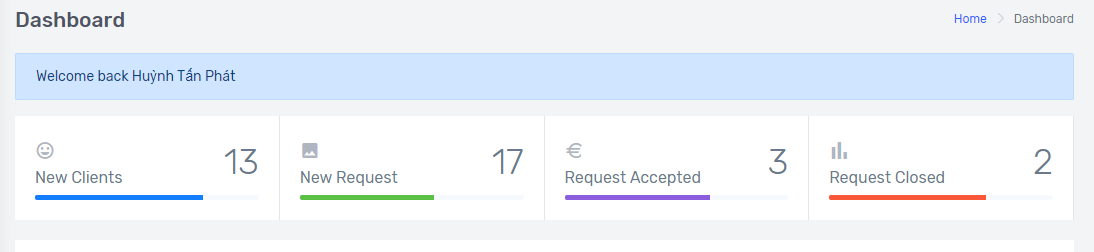 Dashboard
Home > Dashboard
Welcome back Huỳnh Tấn Phát
13
New Clients
17
New Request
3
Request Accepted
2
Request Closed